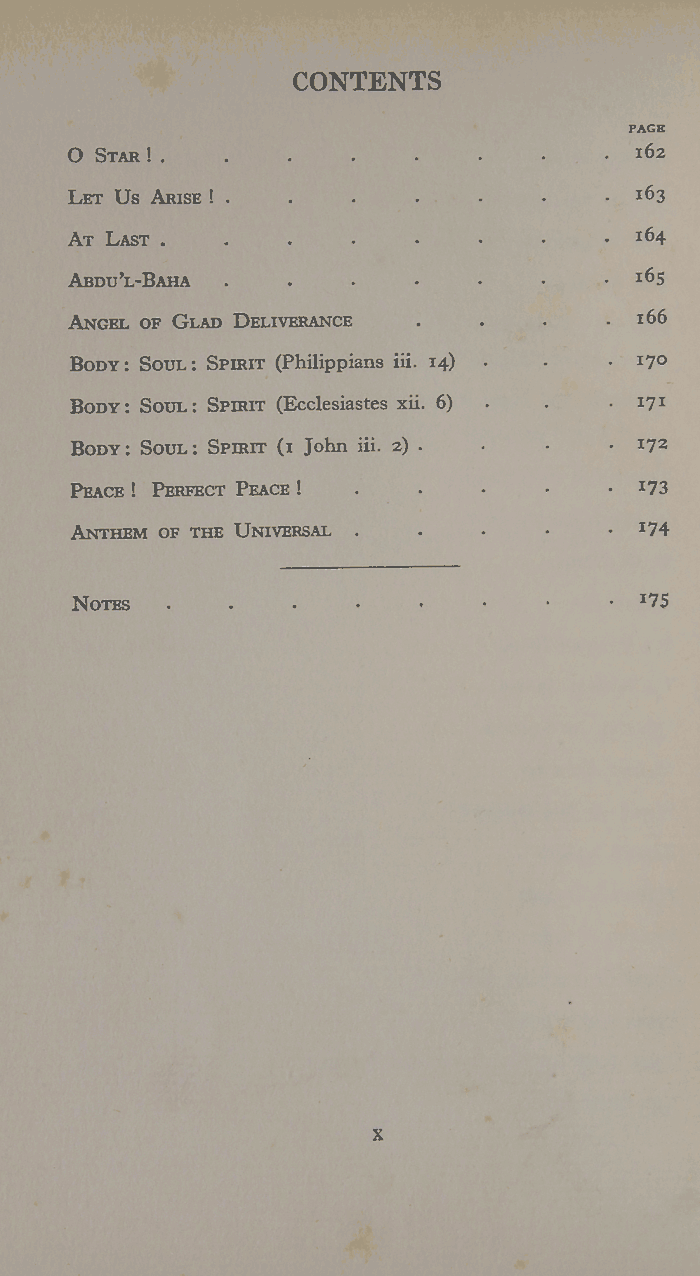 CONTENTS
PAGE
O Star ! . . . . . . . . 162
Let Us Arise ! . . . . . . . 163
At Last . . . . . . . . 164
Abdu'l-Baha . . . . . . . 165
Angel of Glad Deliverance . . . . 166
Body : Soul : Spirit (Philippians iii. 14) . . . 170
Body : Soul : Spirit (Ecclesiastes xii. 6) . . . 171
Body : Soul : Spirit (1 John iii. 2) . . . . 172
Peace ! Perfect Peace ! . . . . . 173
Anthem of the Universal . . . . . 174
Notes . . . . . . . . 175
x